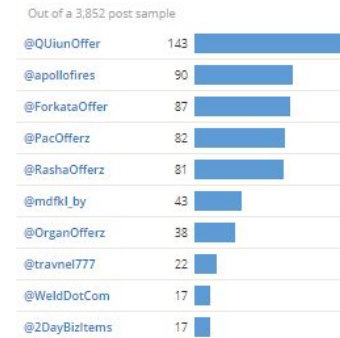 Out of a 3,852 post sample
@QUiunOffer 143
@apollofires 90
@ForkataOffer 87
@PacOfferz 82
@RashaOfferz 81
@mdfkl_by 43
@OrganOfferz 38
@travnel777 22
@WeldDotCom 17
@2DayBizItems 17